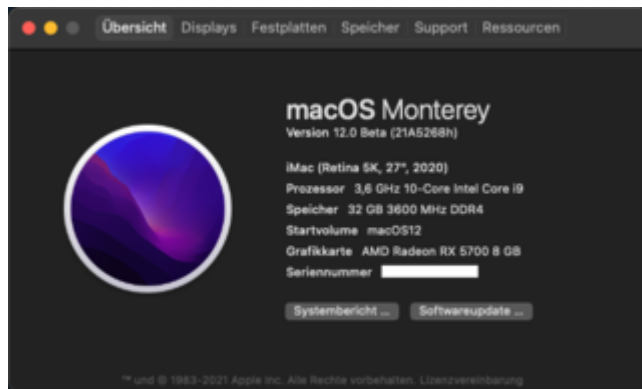 Übersicht Displays Festplatten Speicher Support Ressourcen
macOS Monterey
Version 12.0 Beta (21A5268h)
iMac (Retina 5K, 27", 2020)
Prozessor 3,6 GHz 10-Core Intel Core i9
Speicher 32 GB 3600 MHz DDR4
Startvolume macOS12
Grafikkarte AMD Radeon RX 5700 8 GB
Seriennummer
Systembericht ... Softwareupdate ...
™ und © 1983-2021 Apple Inc. Alle Rechte vorbehalten. Lizenzvereinbarung